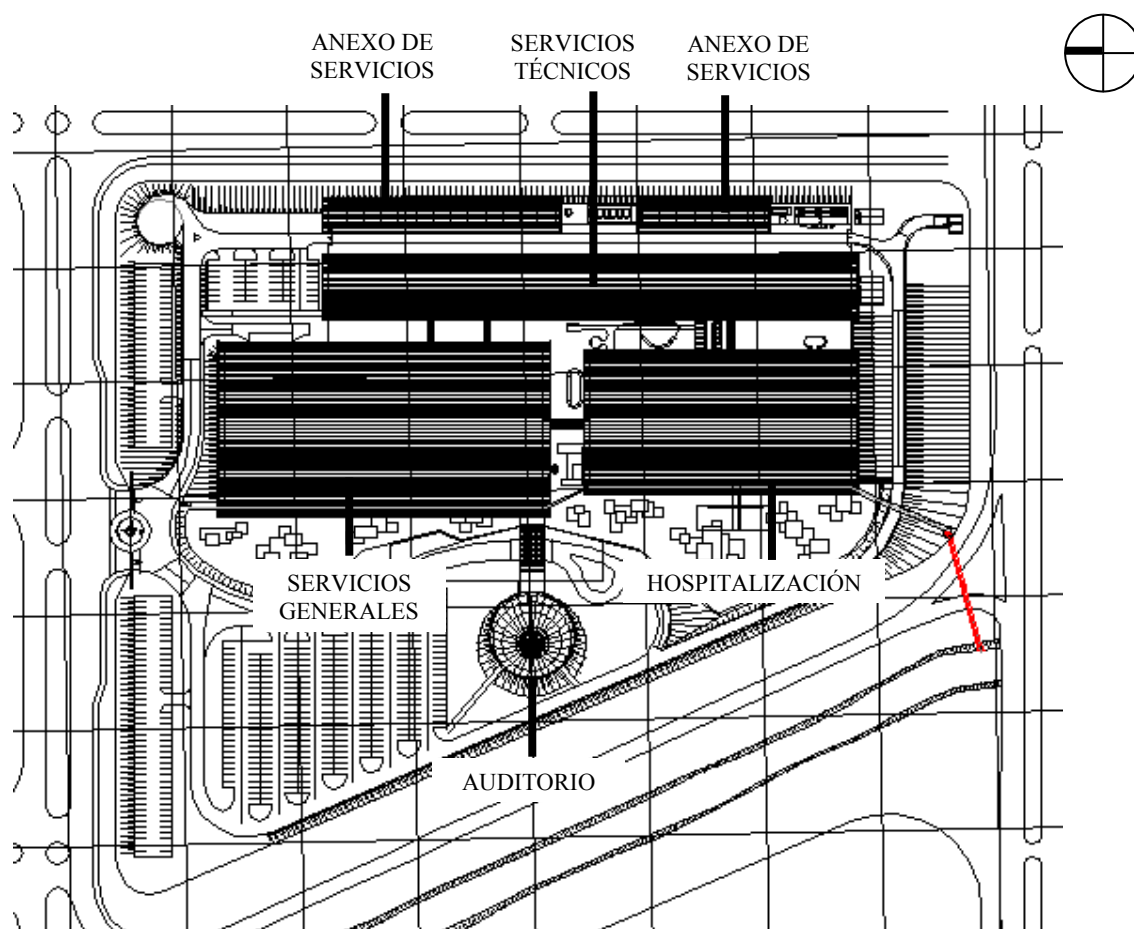 ANEXO DE
SERVICIOS
SERVICIOS
TÉCNICOS
ANEXO DE
SERVICIOS
SERVICIOS
GENERALES
HOSPITALIZACIÓN
AUDITORIO